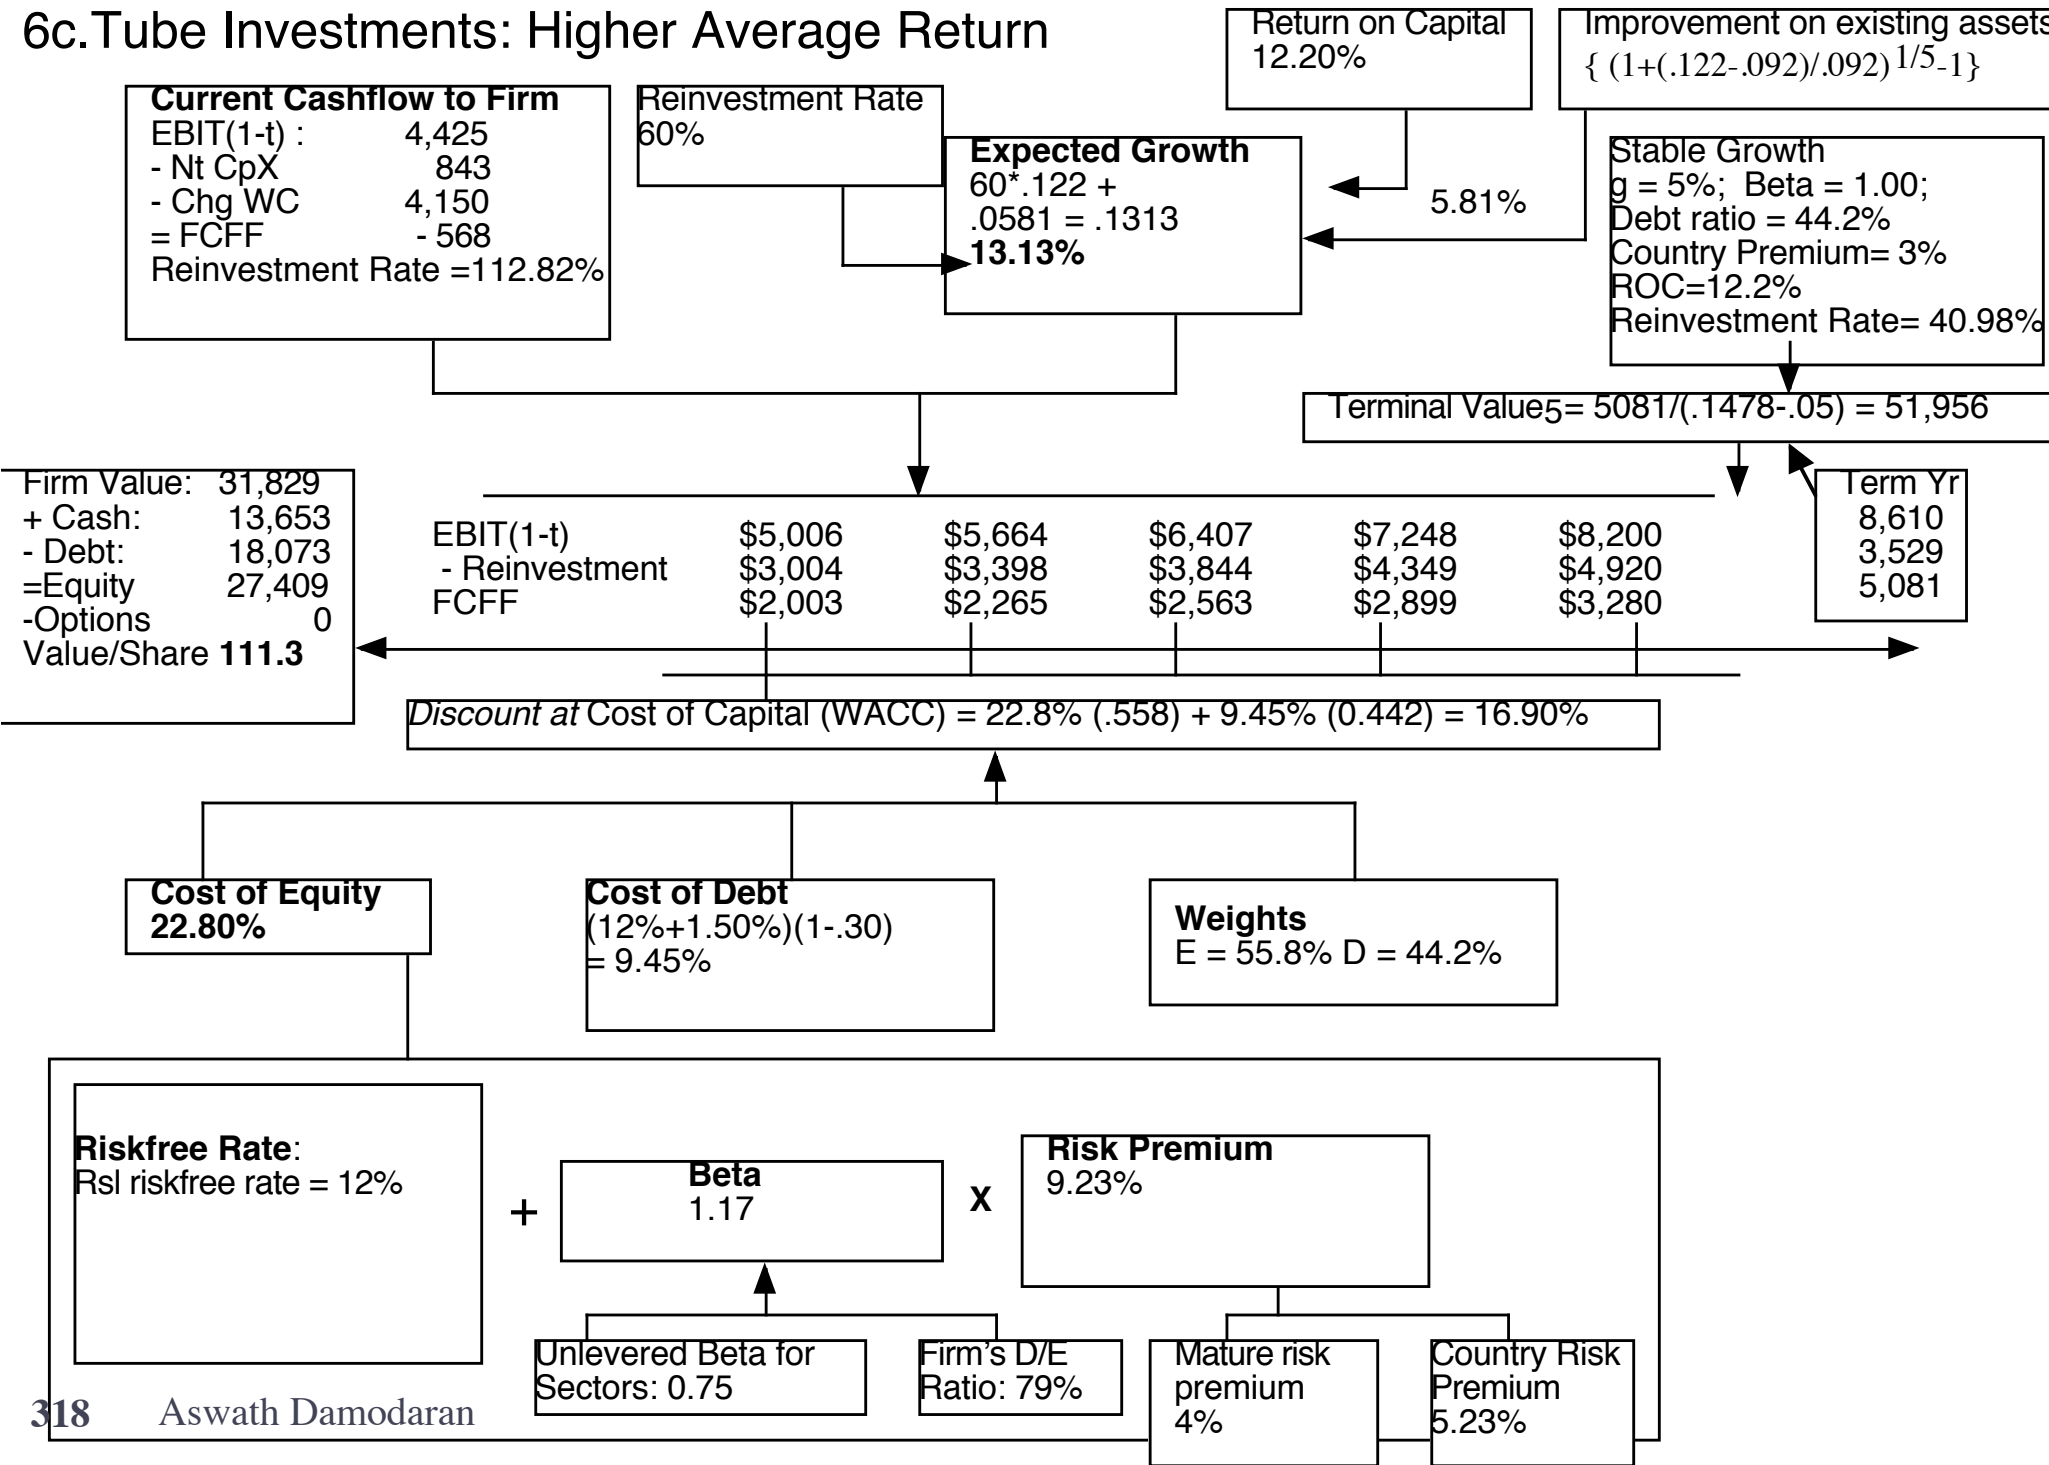 6c.Tube Investments: Higher Average Return
Return on Capital
12.20%
Improvement on existing assets
{ (1+(.122-.092)/.092)^1/5-1}
Current Cashflow to Firm
EBIT(1-t) : 4,425
- Nt CpX 843
- Chg WC 4,150
= FCFF - 568
Reinvestment Rate =112.82%
Reinvestment Rate
60%
Expected Growth
60*.122 +
.0581 = .1313
13.13%
5.81%
Stable Growth
g = 5%; Beta = 1.00;
Debt ratio = 44.2%
Country Premium= 3%
ROC=12.2%
Reinvestment Rate= 40.98%
Terminal Value5= 5081/(.1478-.05) = 51,956
Firm Value: 31,829
+ Cash: 13,653
- Debt: 18,073
=Equity 27,409
-Options 0
Value/Share 111.3
EBIT(1-t) $5,006 $5,664 $6,407 $7,248 $8,200
- Reinvestment $3,004 $3,398 $3,844 $4,349 $4,920
FCFF $2,003 $2,265 $2,563 $2,899 $3,280
Term Yr
8,610
3,529
5,081
Discount at Cost of Capital (WACC) = 22.8% (.558) + 9.45% (0.442) = 16.90%
Cost of Equity
22.80%
Cost of Debt
(12%+1.50%)(1-.30)
= 9.45%
Weights
E = 55.8% D = 44.2%
Riskfree Rate:
Rsl riskfree rate = 12%
+
Beta
1.17
X
Risk Premium
9.23%
Unlevered Beta for
Sectors: 0.75
Firm’s D/E
Ratio: 79%
Mature risk
premium
4%
Country Risk
Premium
5.23%
318 Aswath Damodaran